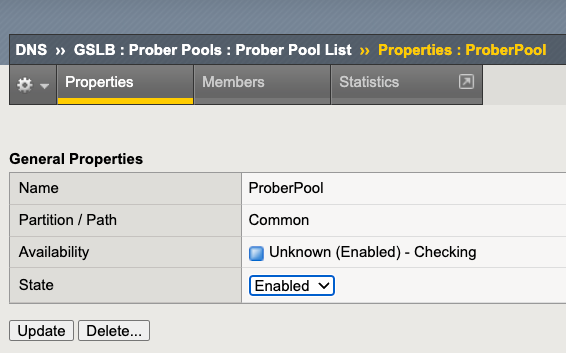 DNS ›› GSLB : Prober Pools : Prober Pool List ›› Properties : ProberPool
Properties Members Statistics
General Properties
Name ProberPool
Partition / Path Common
Availability Unknown (Enabled) - Checking
State Enabled
Update Delete...